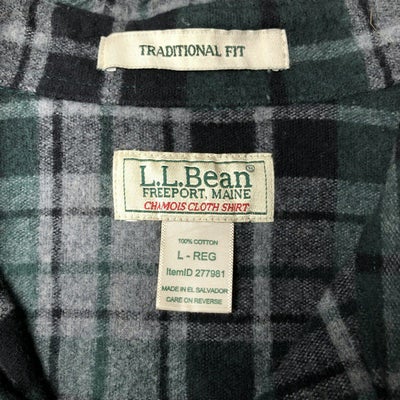 TRADITIONAL FIT
L.L.Bean
FREEPORT, MAINE
CHAMOIS CLOTH SHIRT
100% COTTON
L - REG
ItemID 277981
MADE IN EL SALVADOR
CARE ON REVERSE